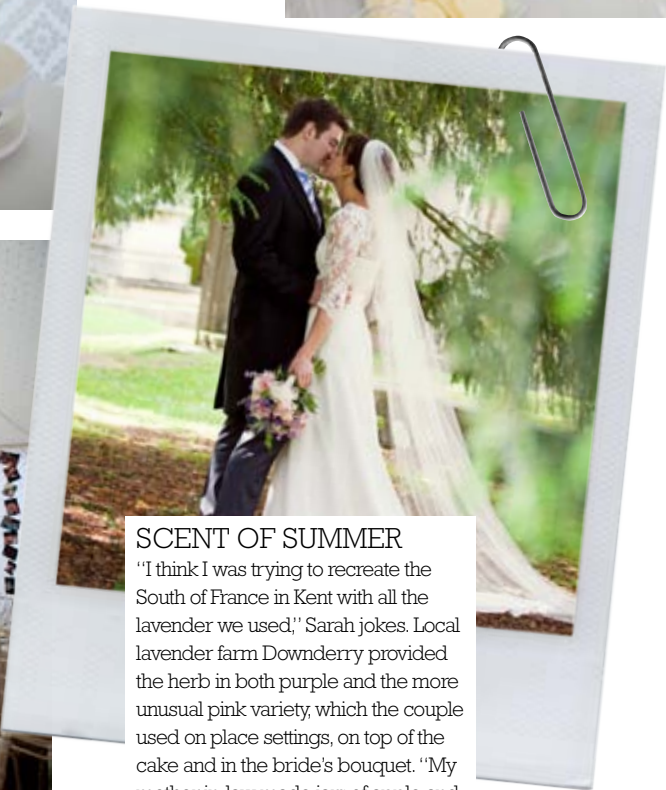 SCENT OF SUMMER
“I think I was trying to recreate the
South of France in Kent with all the
lavender we used,” Sarah jokes. Local
lavender farm Downderry provided
the herb in both purple and the more
unusual pink variety, which the couple
used on place settings, on top of the
cake and in the bride’s bouquet. “My